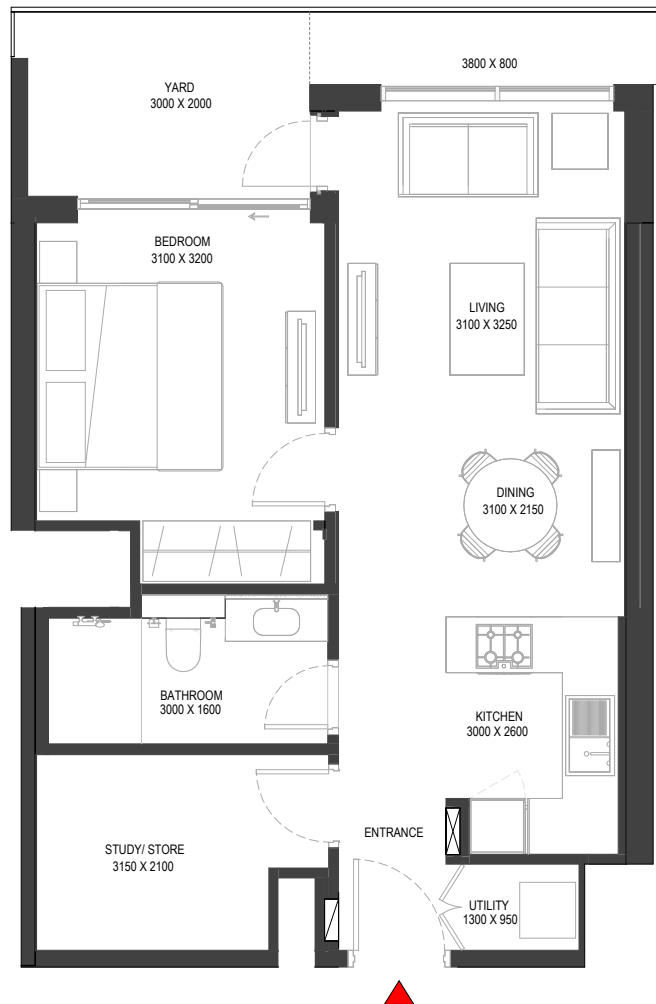 3800 X 800
YARD
3000 X 2000
BEDROOM
3100 X 3200
LIVING
3100 X 3250
DINING
3100 X 2150
BATHROOM
3000 X 1600
KITCHEN
3000 X 2600
ENTRANCE
STUDY/ STORE
3150 X 2100
UTILITY
1300 X 950